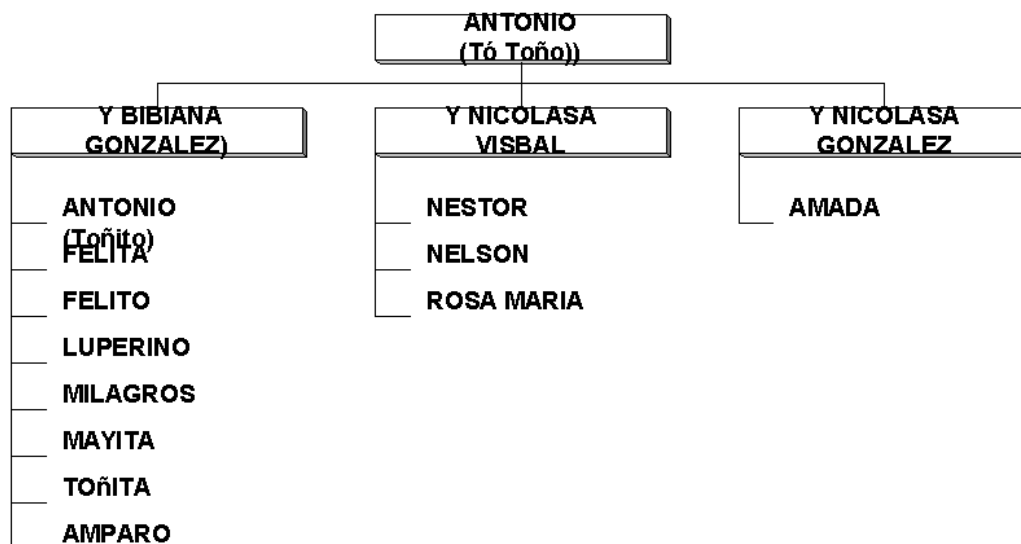 ANTONIO
(Tó Toño))
Y BIBIANA
GONZALEZ)
Y NICOLASA
VISBAL
Y NICOLASA
GONZALEZ
ANTONIO
(Toñito)
FELITA
FELITO
LUPERINO
MILAGROS
MAYITA
TOñITA
AMPARO
NESTOR
NELSON
ROSA MARIA
AMADA